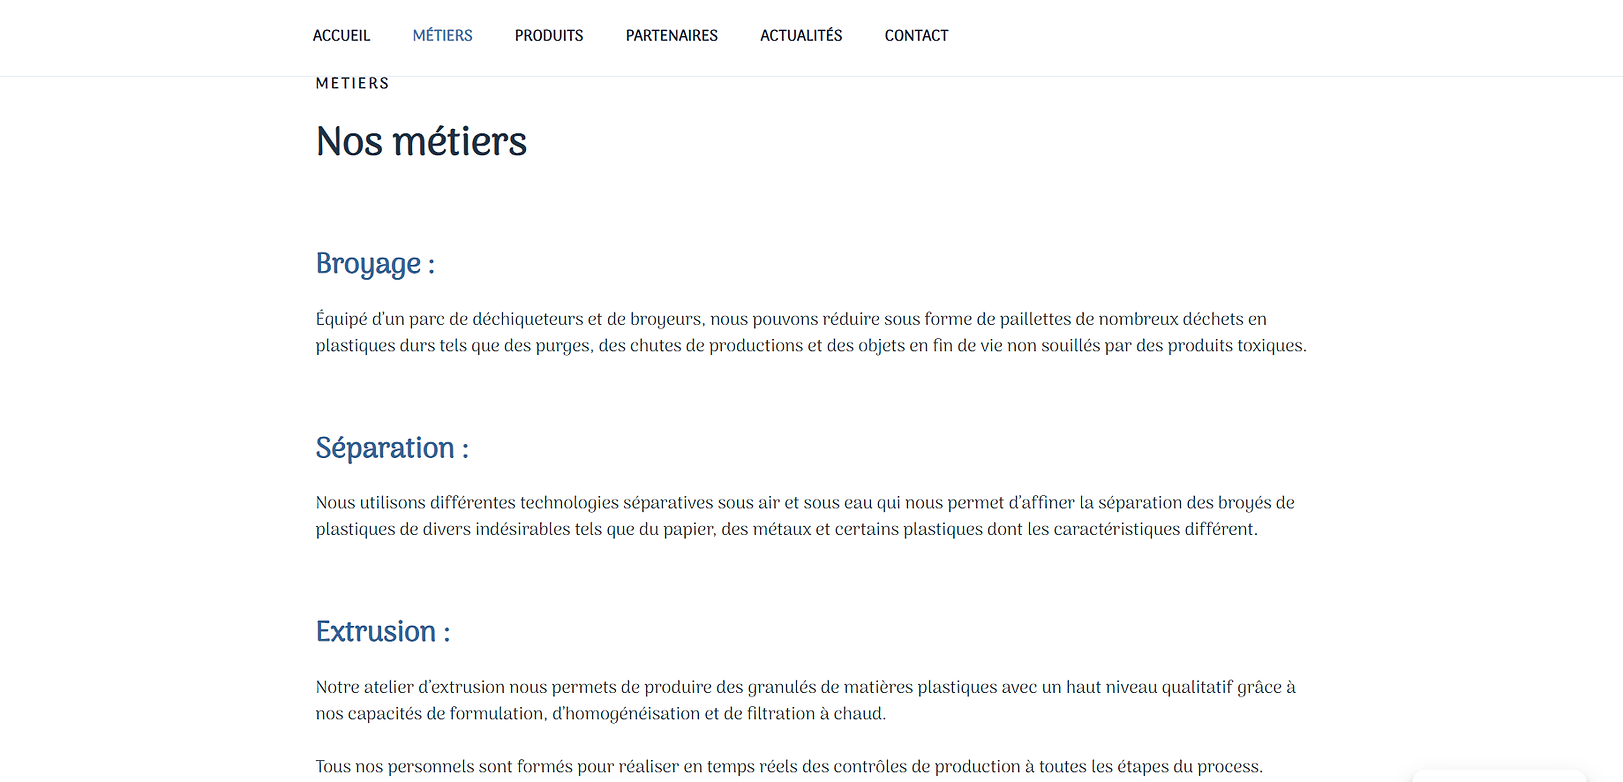 ACCUEIL MÉTIERS PRODUITS PARTENAIRES ACTUALITÉS CONTACT
METIERS
Nos métiers
Broyage :
Équipé d'un parc de déchiqueteurs et de broyeurs, nous pouvons réduire sous forme de paillettes de nombreux déchets en
plastiques durs tels que des purges, des chutes de productions et des objets en fin de vie non souillés par des produits toxiques.
Séparation :
Nous utilisons différentes technologies séparatives sous air et sous eau qui nous permet d'affiner la séparation des broyés de
plastiques de divers indésirables tels que du papier, des métaux et certains plastiques dont les caractéristiques différent.
Extrusion :
Notre atelier d'extrusion nous permets de produire des granulés de matières plastiques avec un haut niveau qualitatif grâce à
nos capacités de formulation, d'homogénéisation et de filtration à chaud.
Tous nos personnels sont formés pour réaliser en temps réels des contrôles de production à toutes les étapes du process.